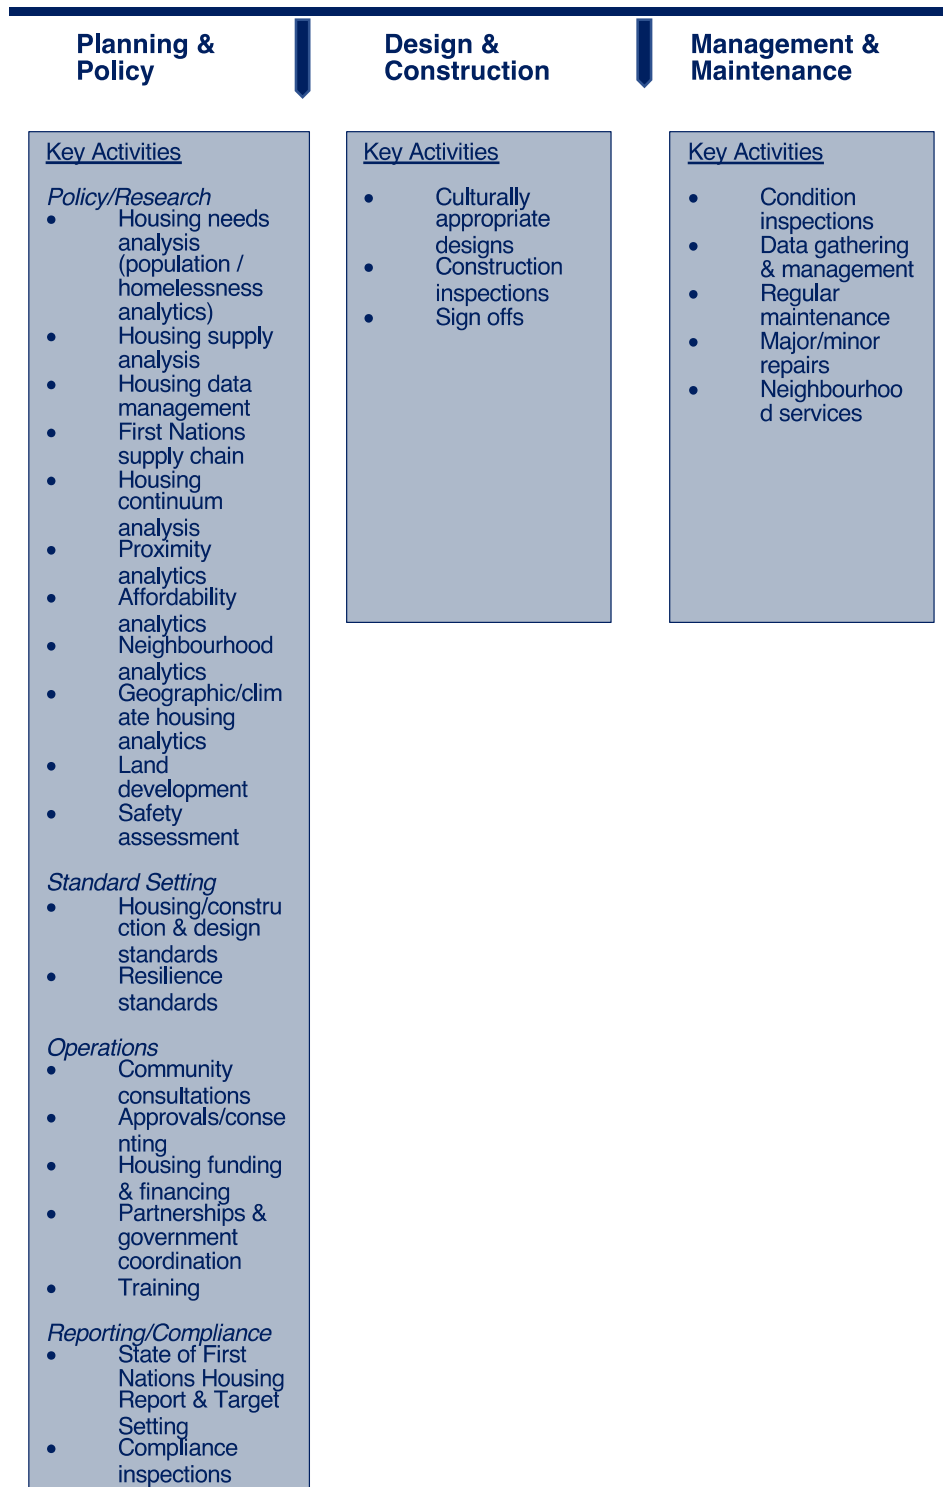 Planning &
Policy
Design &
Construction
Management &
Maintenance
Key Activities
Policy/Research
• Housing needs
analysis
(population /
homelessness
analytics)
• Housing supply
analysis
• Housing data
management
• First Nations
supply chain
• Housing
continuum
analysis
• Proximity
analytics
• Affordability
analytics
• Neighbourhood
analytics
• Geographic/clim
ate housing
analytics
• Land
development
• Safety
assessment
Standard Setting
• Housing/constru
ction & design
standards
• Resilience
standards
Operations
• Community
consultations
• Approvals/conse
nting
• Housing funding
& financing
• Partnerships &
government
coordination
• Training
Reporting/Compliance
• State of First
Nations Housing
Report & Target
Setting
• Compliance
inspections
Key Activities
• Culturally
appropriate
designs
• Construction
inspections
• Sign offs
Key Activities
• Condition
inspections
• Data gathering
& management
• Regular
maintenance
• Major/minor
repairs
• Neighbourhoo
d services